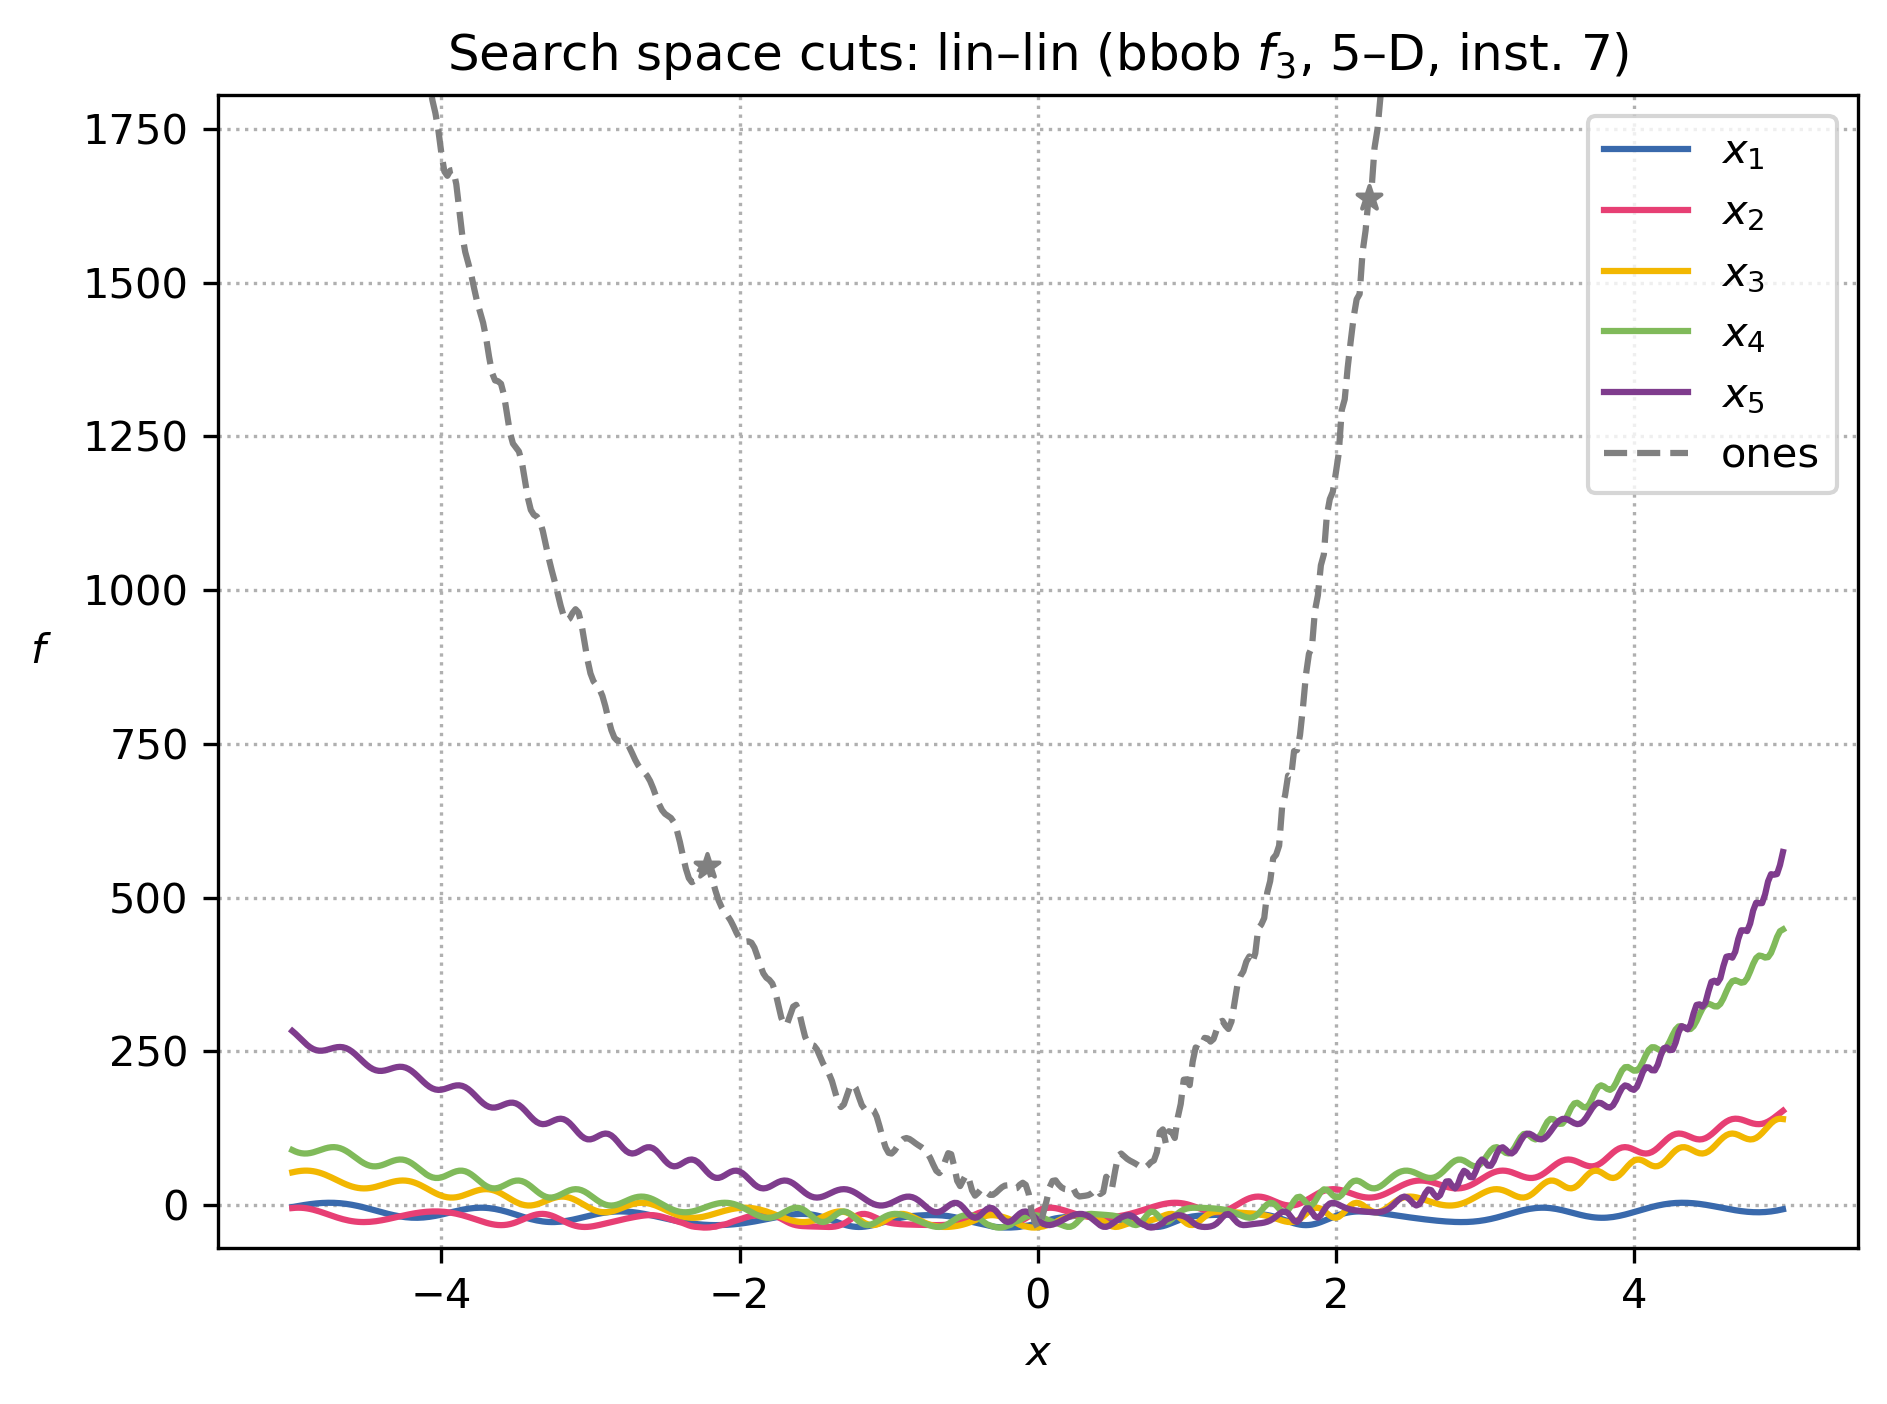 Search space cuts: lin–lin (bbob f₃, 5–D, inst. 7)
1750
1500
1250
1000
750
500
250
0
f
−4
−2
0
2
4
x
x₁
x₂
x₃
x₄
x₅
ones